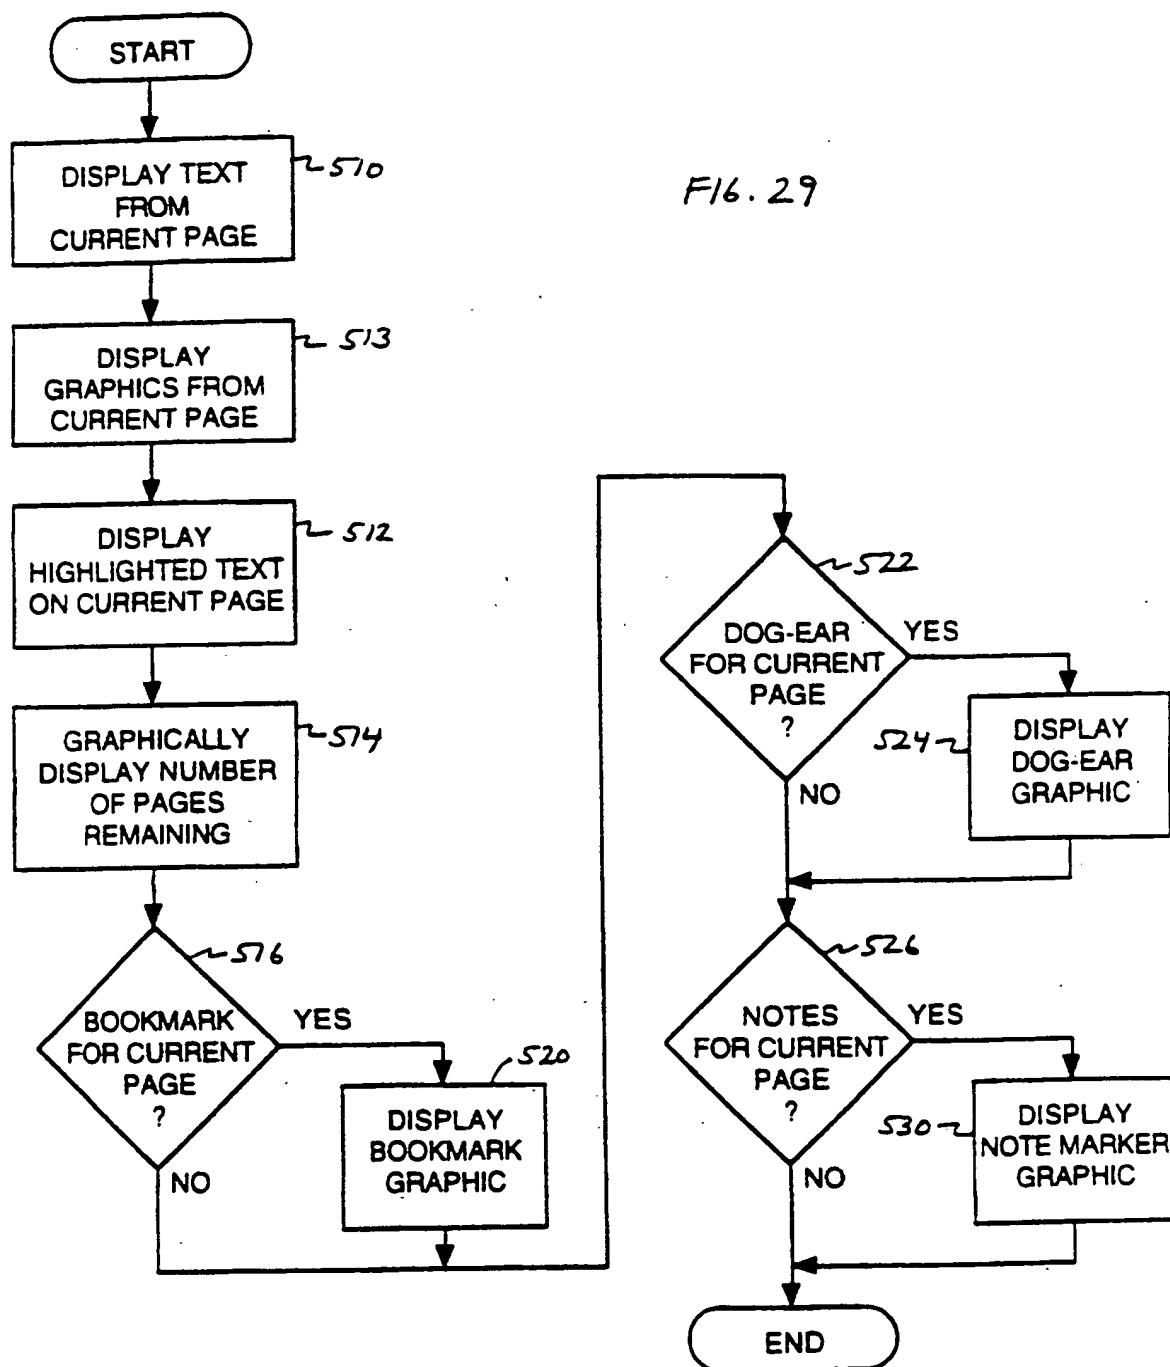 START
DISPLAY TEXT
FROM
CURRENT PAGE
510
FIG. 29
DISPLAY
GRAPHICS FROM
CURRENT PAGE
513
DISPLAY
HIGHLIGHTED TEXT
ON CURRENT PAGE
512
GRAPHICALLY
DISPLAY NUMBER
OF PAGES
REMAINING
514
BOOKMARK
FOR CURRENT
PAGE
?
516
YES
NO
DISPLAY
BOOKMARK
GRAPHIC
520
DOG-EAR
FOR CURRENT
PAGE
?
522
YES
NO
DISPLAY
DOG-EAR
GRAPHIC
524
NOTES
FOR CURRENT
PAGE
?
526
YES
NO
DISPLAY
NOTE MARKER
GRAPHIC
530
END